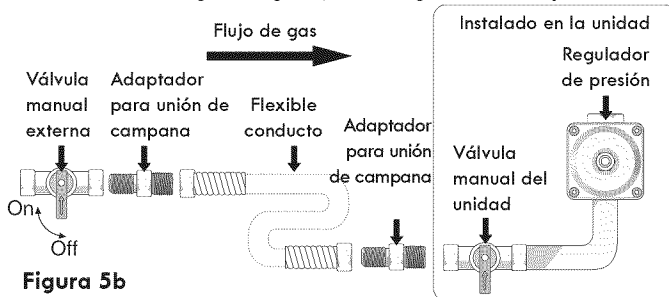 Flujo de gas
Instalado en la unidad
Regulador
de presión
Válvula
manual
externa
Adaptador
para unión de
campana
Flexible
conducto
Adaptador
para unión
de campana
Válvula
manual del
unidad
On
Off
Figura 5b